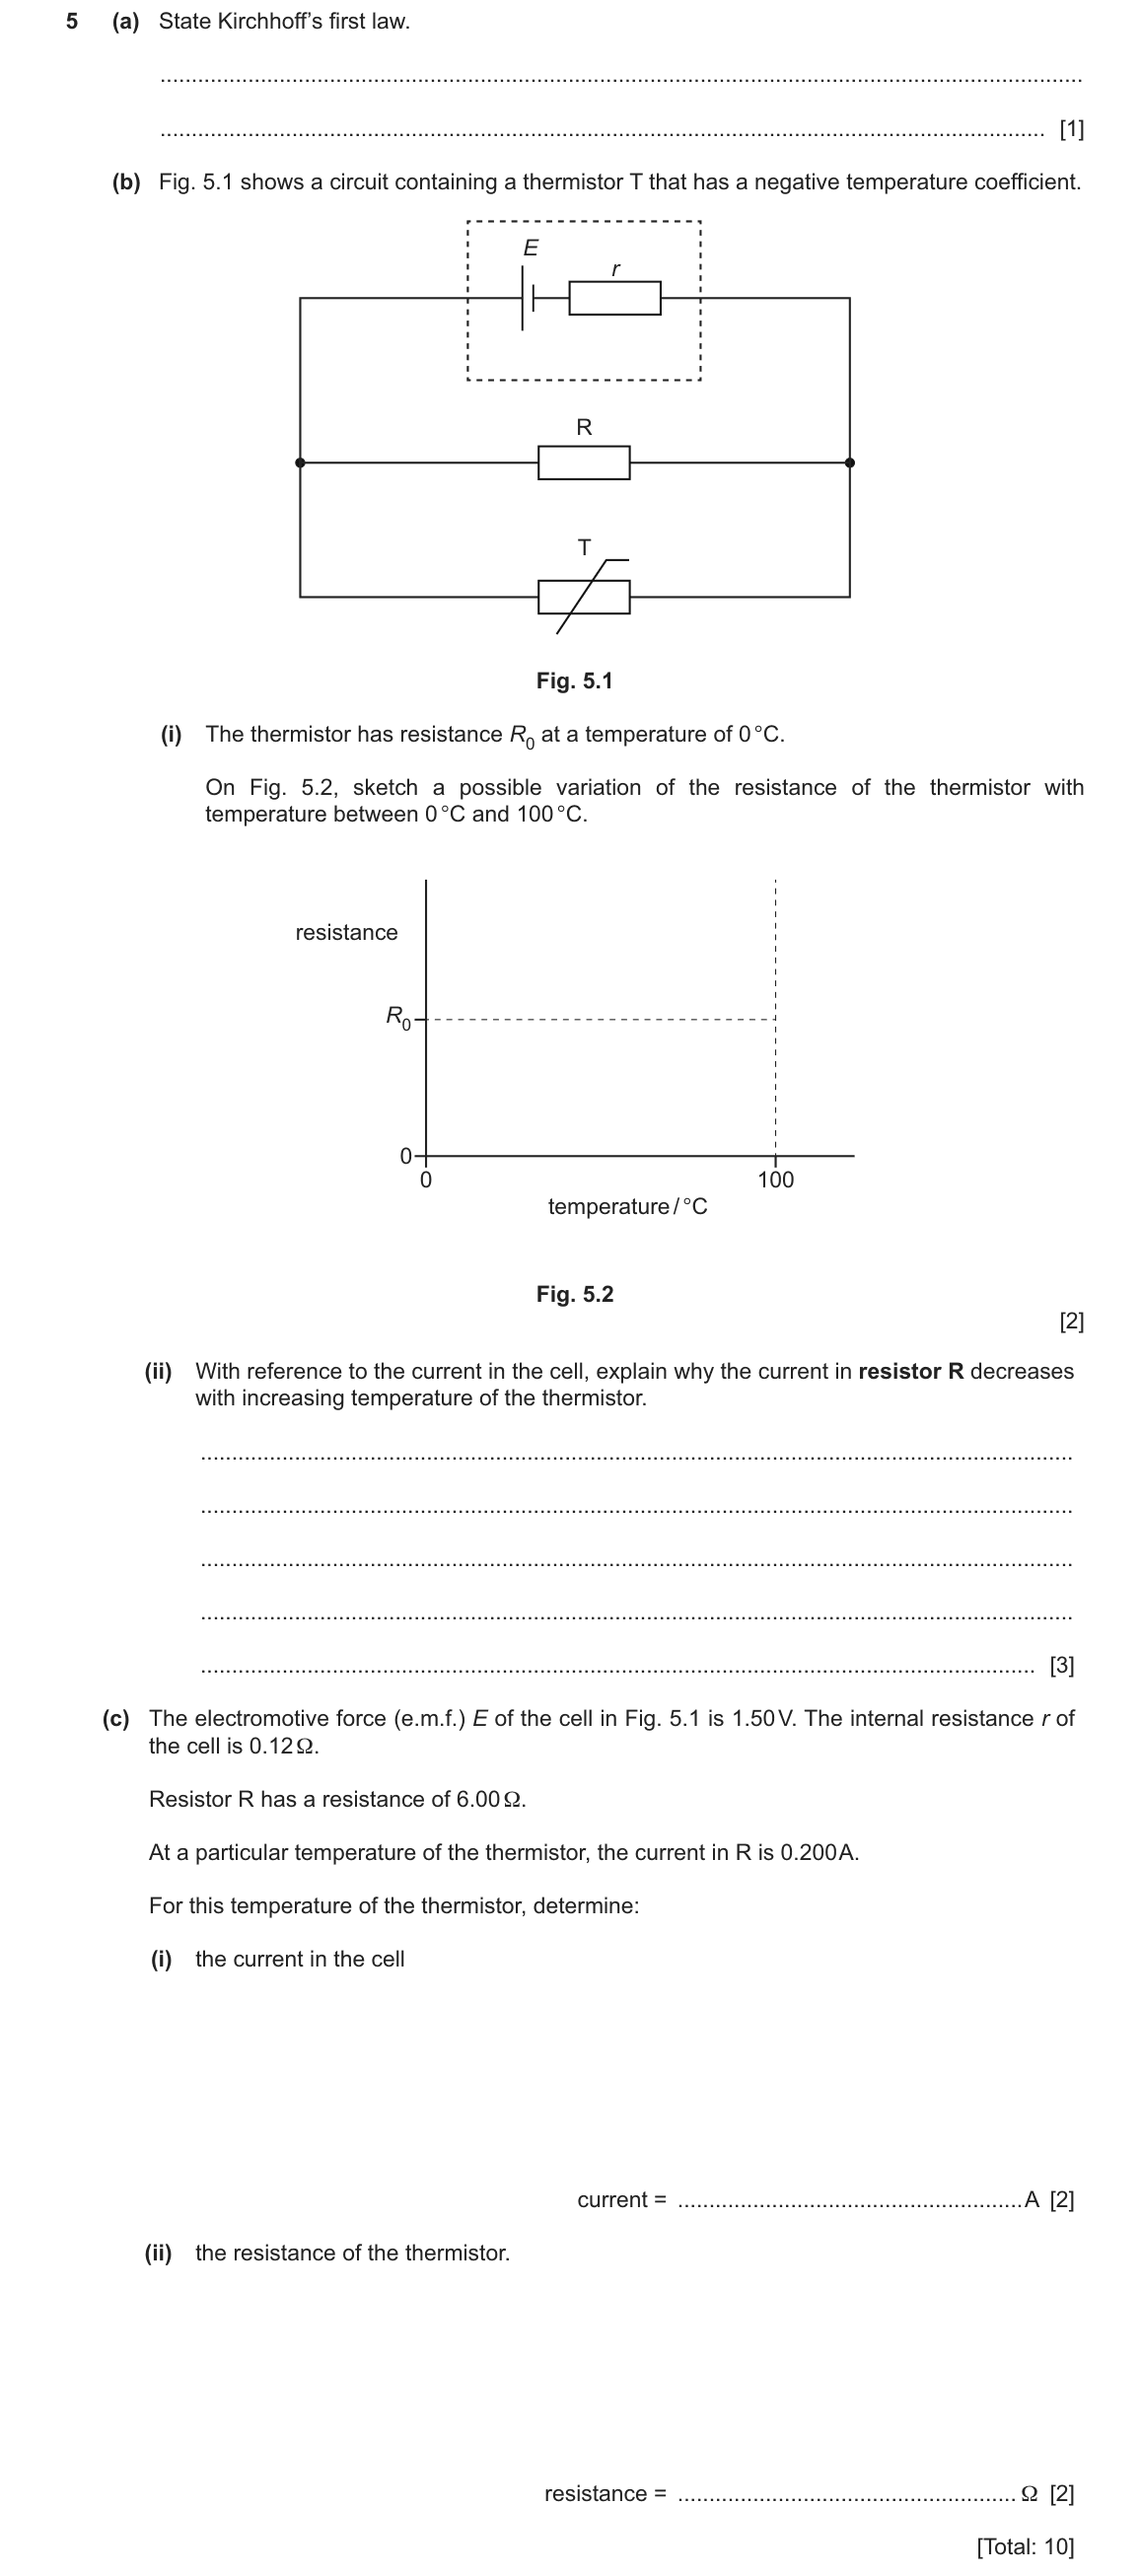 5 (a) State Kirchhoff's first law.
..........................................................................................................................................
.................................................................................................................................... [1]
(b) Fig. 5.1 shows a circuit containing a thermistor T that has a negative temperature coefficient.
E
r
R
T
Fig. 5.1
(i) The thermistor has resistance R0 at a temperature of 0 °C.
On Fig. 5.2, sketch a possible variation of the resistance of the thermistor with
temperature between 0 °C and 100 °C.
resistance
R0
0
0 100
temperature / °C
Fig. 5.2
[2]
(ii) With reference to the current in the cell, explain why the current in resistor R decreases
with increasing temperature of the thermistor.
..................................................................................................................................
..................................................................................................................................
..................................................................................................................................
..................................................................................................................................
............................................................................................................................ [3]
(c) The electromotive force (e.m.f.) E of the cell in Fig. 5.1 is 1.50 V. The internal resistance r of
the cell is 0.12 Ω.
Resistor R has a resistance of 6.00 Ω.
At a particular temperature of the thermistor, the current in R is 0.200 A.
For this temperature of the thermistor, determine:
(i) the current in the cell
current = ...................................................... A [2]
(ii) the resistance of the thermistor.
resistance = ..................................................... Ω [2]
[Total: 10]